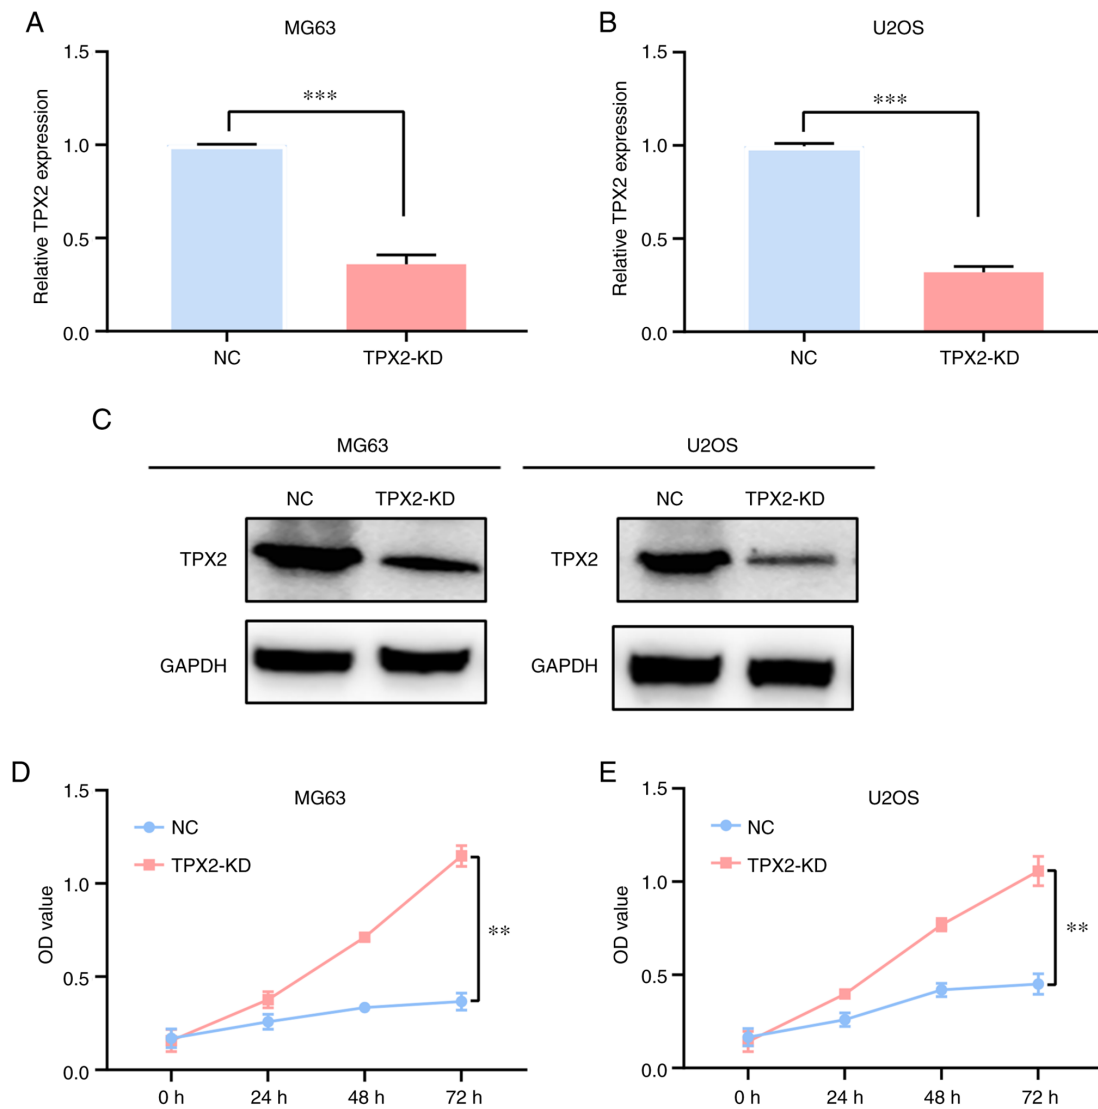 A
MG63
Relative TPX2 expression
1.5
1.0
0.5
0.0
***
NC
TPX2-KD
B
U2OS
Relative TPX2 expression
1.5
1.0
0.5
0.0
***
NC
TPX2-KD
C
MG63
U2OS
NC
TPX2-KD
NC
TPX2-KD
TPX2
TPX2
GAPDH
GAPDH
D
MG63
OD value
1.5
1.0
0.5
0.0
NC
TPX2-KD
**
0 h
24 h
48 h
72 h
E
U2OS
OD value
1.5
1.0
0.5
0.0
NC
TPX2-KD
**
0 h
24 h
48 h
72 h